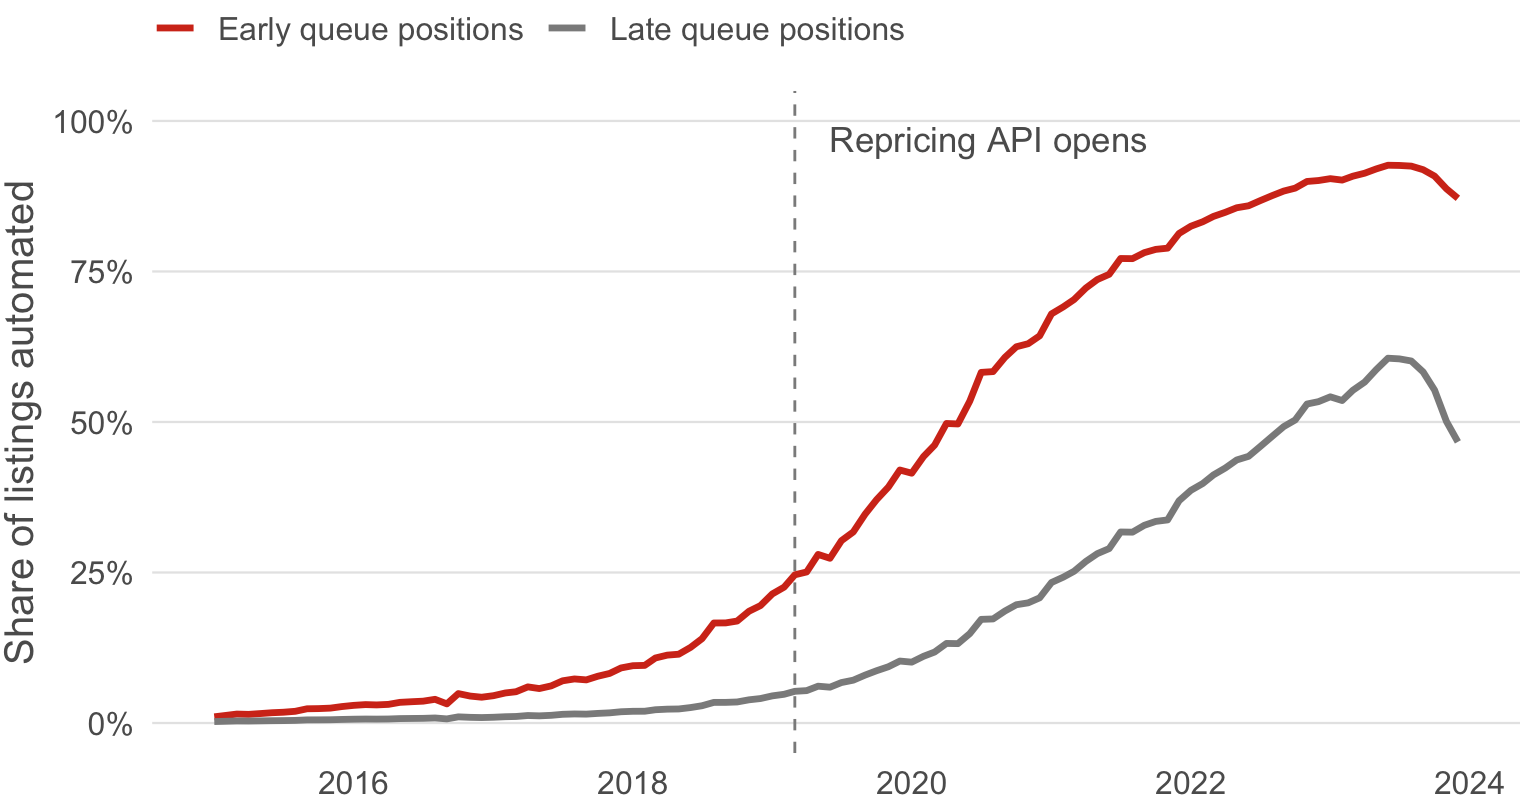 Early queue positions
Late queue positions
Repricing API opens
Share of listings automated
100%
75%
50%
25%
0%
2016
2018
2020
2022
2024